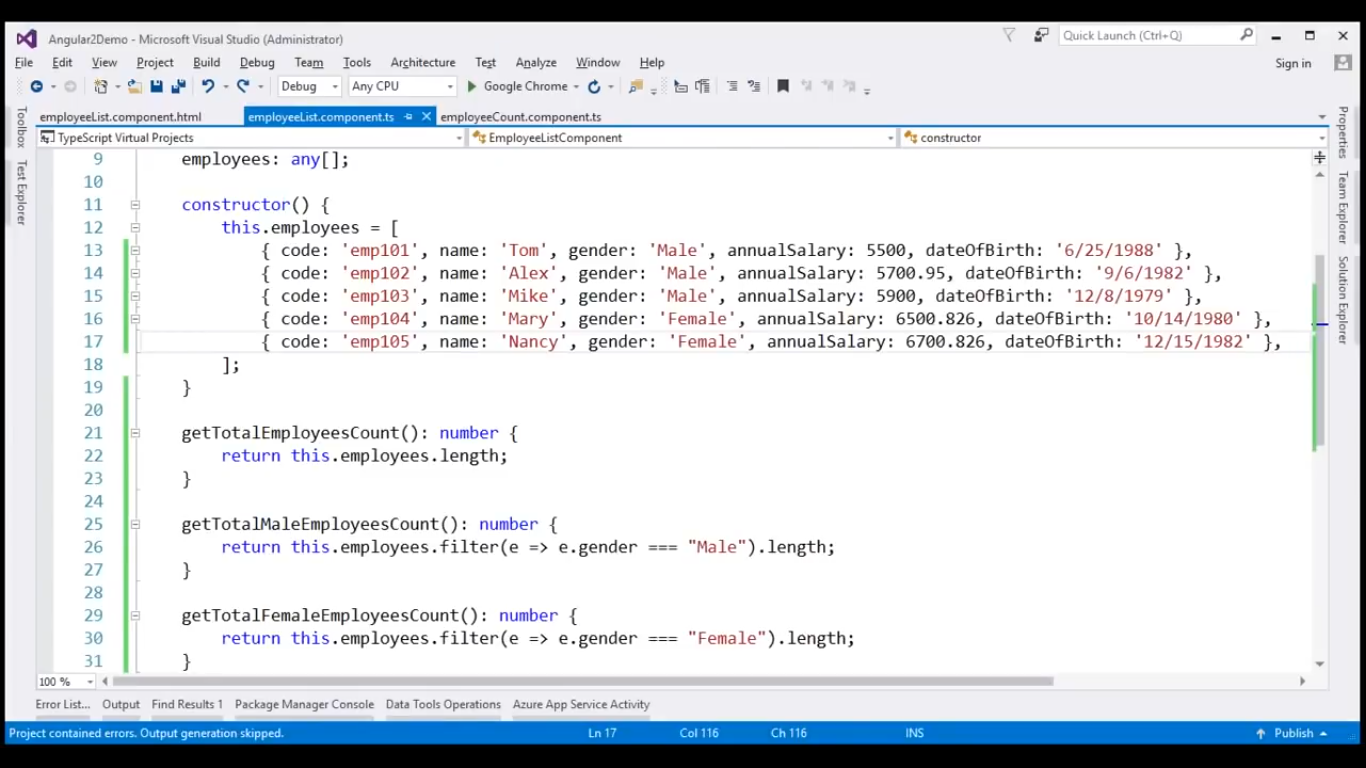 Angular2Demo - Microsoft Visual Studio (Administrator)
Quick Launch (Ctrl+Q)
File Edit View Project Build Debug Team Tools Architecture Test Analyze Window Help
Sign in
Debug Any CPU Google Chrome
employeeList.component.html employeeList.component.ts employeeCount.component.ts
TypeScript Virtual Projects EmployeeListComponent constructor
Toolbox
Test Explorer
Properties
Team Explorer
Solution Explorer
9 employees: any[];
10
11 constructor() {
12 this.employees = [
13 { code: 'emp101', name: 'Tom', gender: 'Male', annualSalary: 5500, dateOfBirth: '6/25/1988' },
14 { code: 'emp102', name: 'Alex', gender: 'Male', annualSalary: 5700.95, dateOfBirth: '9/6/1982' },
15 { code: 'emp103', name: 'Mike', gender: 'Male', annualSalary: 5900, dateOfBirth: '12/8/1979' },
16 { code: 'emp104', name: 'Mary', gender: 'Female', annualSalary: 6500.826, dateOfBirth: '10/14/1980' },
17 { code: 'emp105', name: 'Nancy', gender: 'Female', annualSalary: 6700.826, dateOfBirth: '12/15/1982' },
18 ];
19 }
20
21 getTotalEmployeesCount(): number {
22 return this.employees.length;
23 }
24
25 getTotalMaleEmployeesCount(): number {
26 return this.employees.filter(e => e.gender === "Male").length;
27 }
28
29 getTotalFemaleEmployeesCount(): number {
30 return this.employees.filter(e => e.gender === "Female").length;
31 }
100 %
Error List... Output Find Results 1 Package Manager Console Data Tools Operations Azure App Service Activity
Project contained errors. Output generation skipped. Ln 17 Col 116 Ch 116 INS Publish